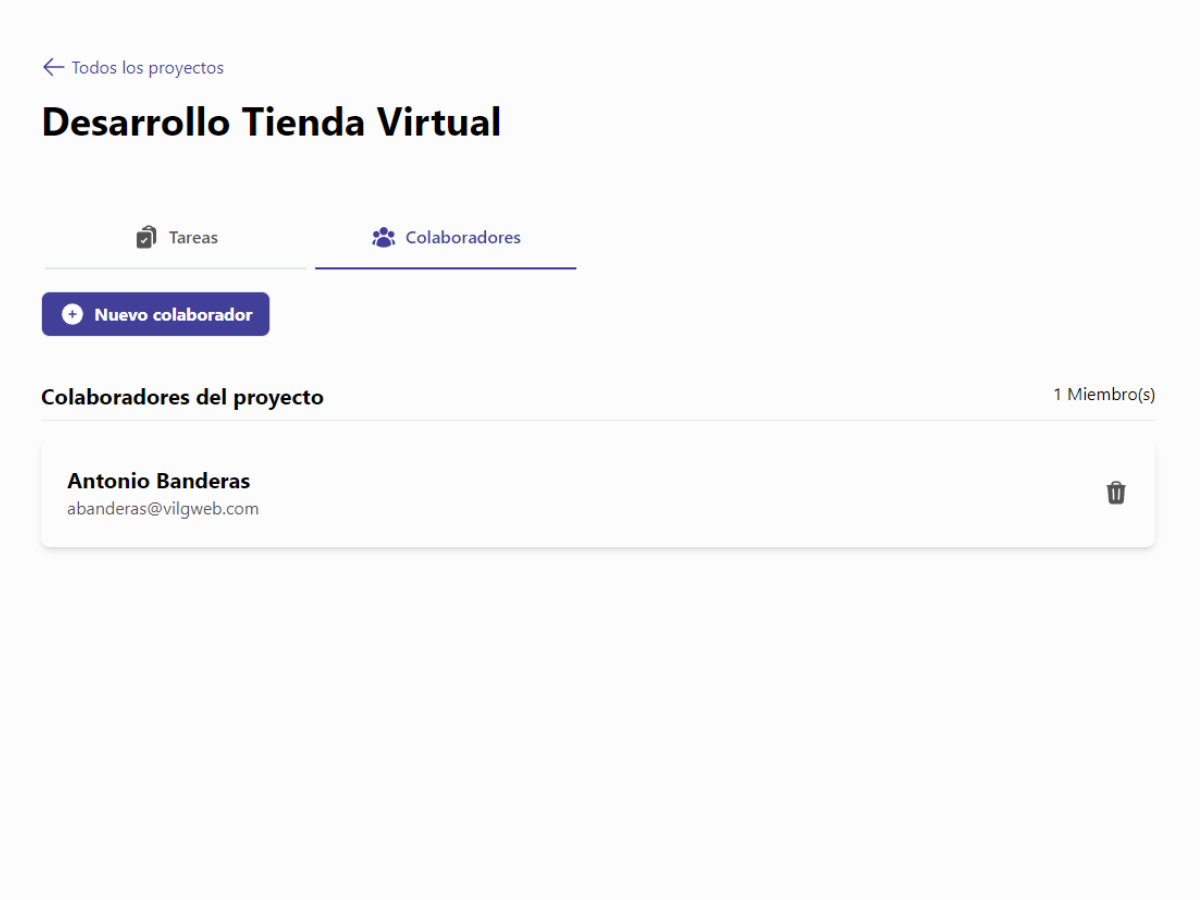 Todos los proyectos
Desarrollo Tienda Virtual
Tareas
Colaboradores
Nuevo colaborador
Colaboradores del proyecto
1 Miembro(s)
Antonio Banderas
abanderas@vilgweb.com